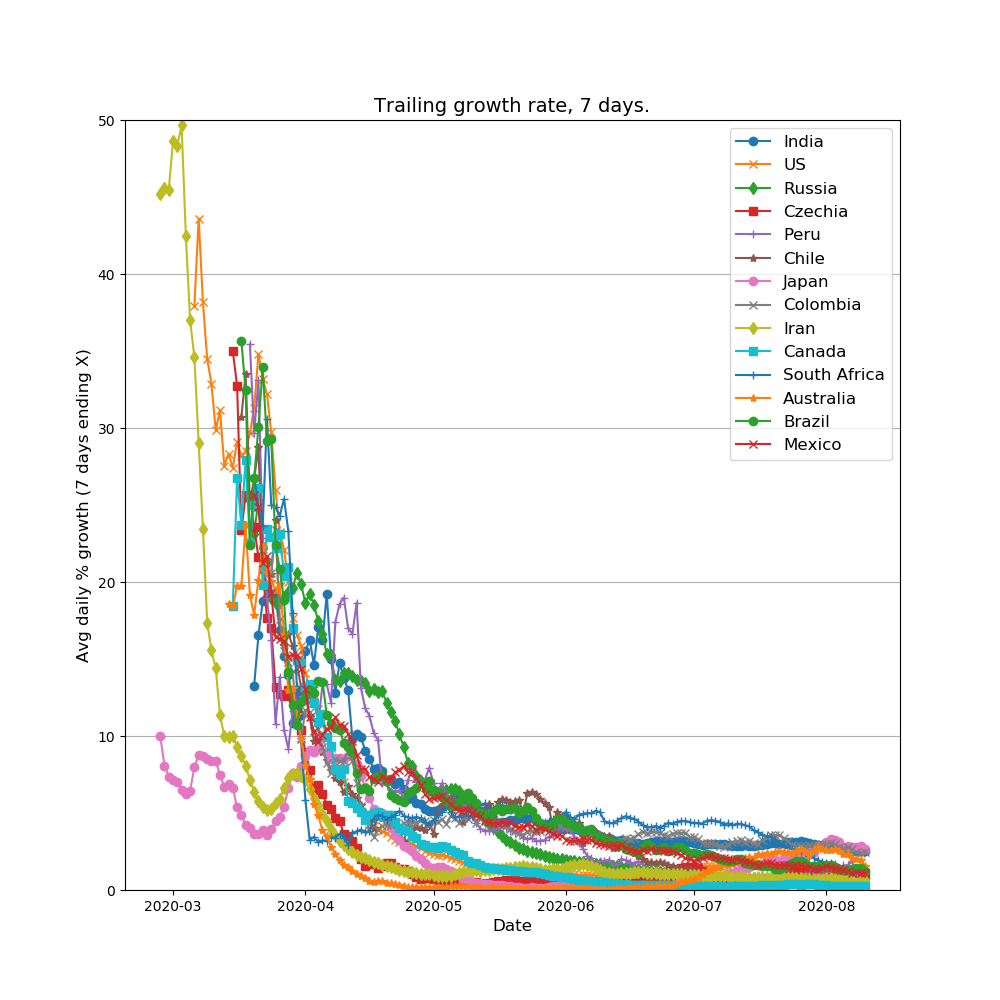 Trailing growth rate, 7 days.
50
40
30
20
10
0
Avg daily % growth (7 days ending X)
India
US
Russia
Czechia
Peru
Chile
Japan
Colombia
Iran
Canada
South Africa
Australia
Brazil
Mexico
2020-03 2020-04 2020-05 2020-06 2020-07 2020-08
Date